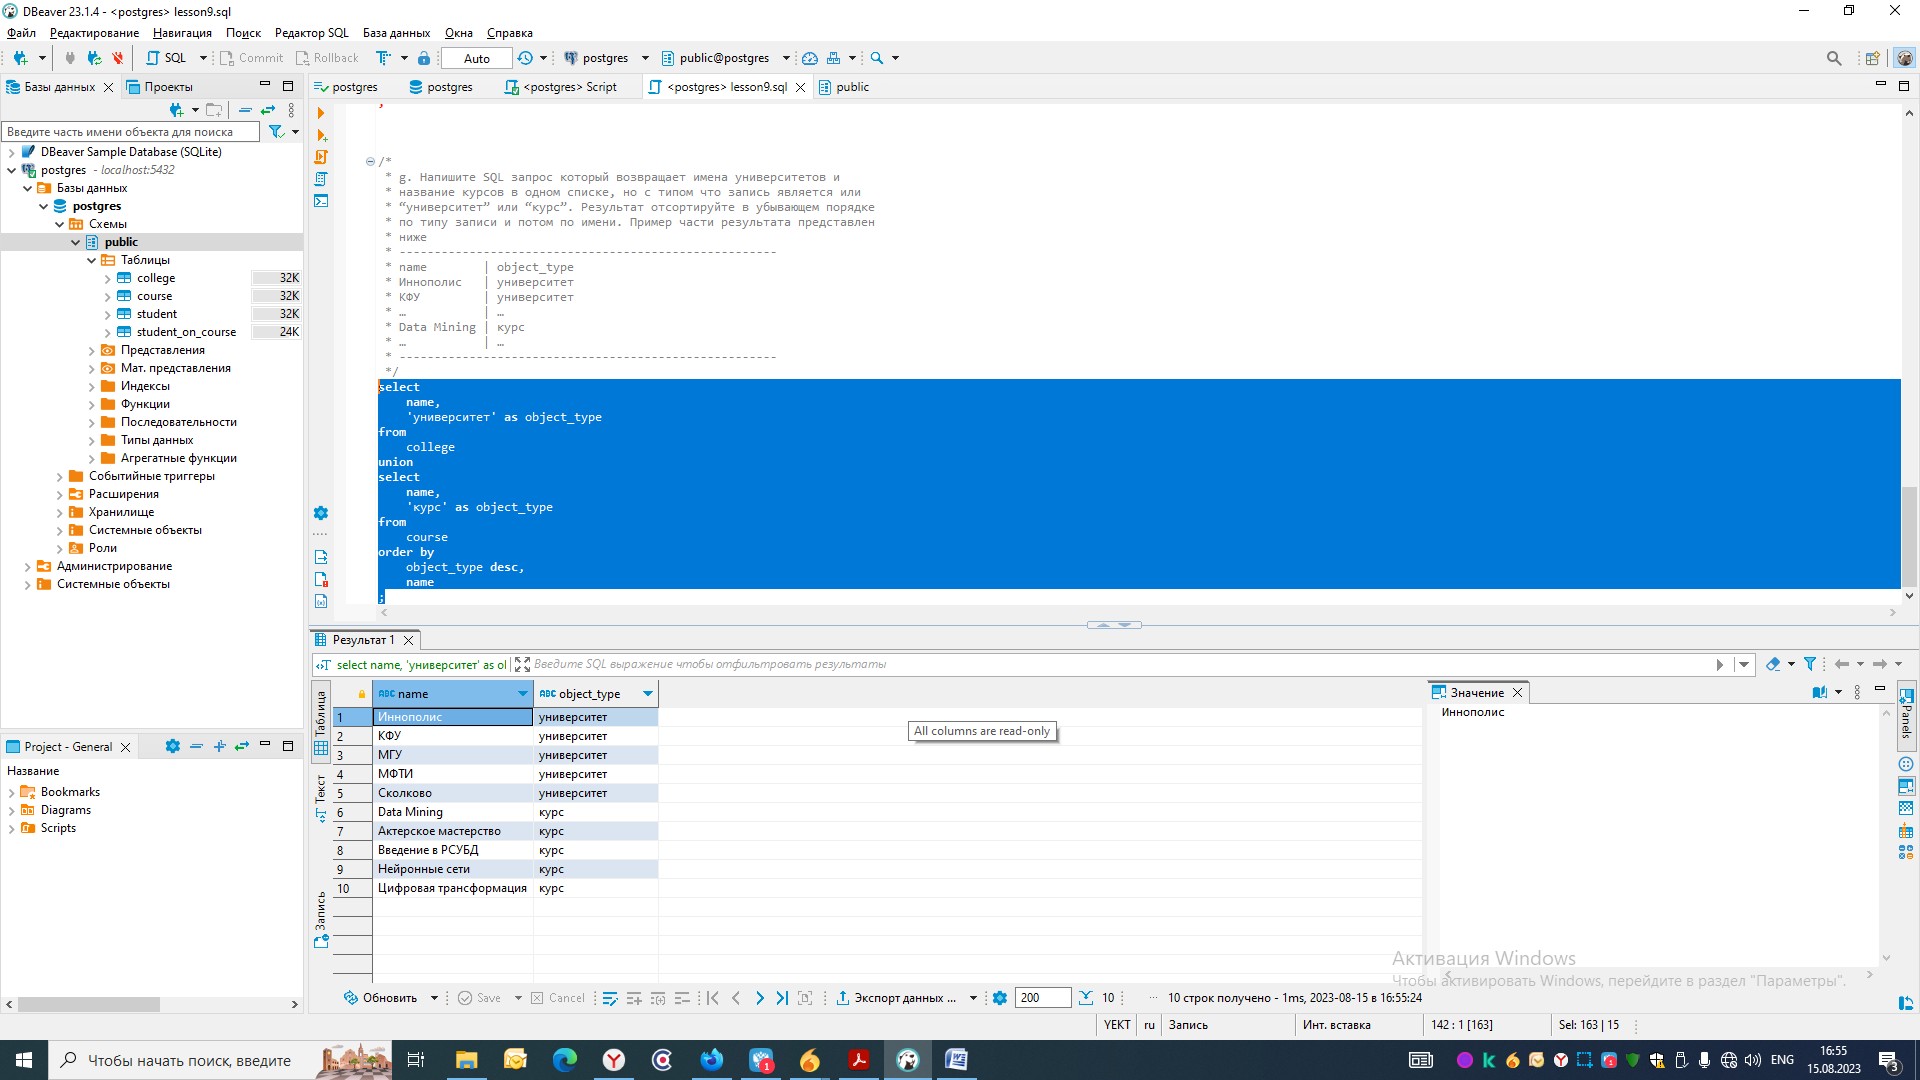 DBeaver 23.1.4 - <postgres> lesson9.sql
Файл Редактирование Навигация Поиск Редактор SQL База данных Окна Справка
SQL Commit Rollback Auto postgres public@postgres
Базы данных Проекты
postgres postgres <postgres> Script <postgres> lesson9.sql public
Введите часть имени объекта для поиска
DBeaver Sample Database (SQLite)
postgres - localhost:5432
Базы данных
postgres
Схемы
public
Таблицы
college 32K
course 32K
student 32K
student_on_course 24K
Представления
Мат. представления
Индексы
Функции
Последовательности
Типы данных
Агрегатные функции
Событийные триггеры
Расширения
Хранилище
Системные объекты
Роли
Администрирование
Системные объекты
/*
* g. Напишите SQL запрос который возвращает имена университетов и
* название курсов в одном списке, но с типом что запись является или
* “университет” или “курс”. Результат отсортируйте в убывающем порядке
* по типу записи и потом по имени. Пример части результата представлен
* ниже
* ------------------------------------------------------
* name | object_type
* Иннополис | университет
* КФУ | университет
* … | …
* Data Mining | курс
* … | …
* ------------------------------------------------------
*/
select
name,
'университет' as object_type
from
college
union
select
name,
'курс' as object_type
from
course
order by
object_type desc,
name
;
Результат 1
select name, 'университет' as ol Введите SQL выражение чтобы отфильтровать результаты
Таблица
Текст
Запись
name object_type
1 Иннополис университет
2 КФУ университет
3 МГУ университет
4 МФТИ университет
5 Сколково университет
6 Data Mining курс
7 Актерское мастерство курс
8 Введение в РСУБД курс
9 Нейронные сети курс
10 Цифровая трансформация курс
All columns are read-only
Значение
Иннополис
Panels
Project - General
Название
Bookmarks
Diagrams
Scripts
Активация Windows
Чтобы активировать Windows, перейдите в раздел "Параметры".
Обновить Save Cancel Экспорт данных ... 200 10 ... 10 строк получено - 1ms, 2023-08-15 в 16:55:24
YEKT ru Запись Инт. вставка 142 : 1 [163] Sel: 163 | 15
Чтобы начать поиск, введите
ENG
16:55
15.08.2023
3